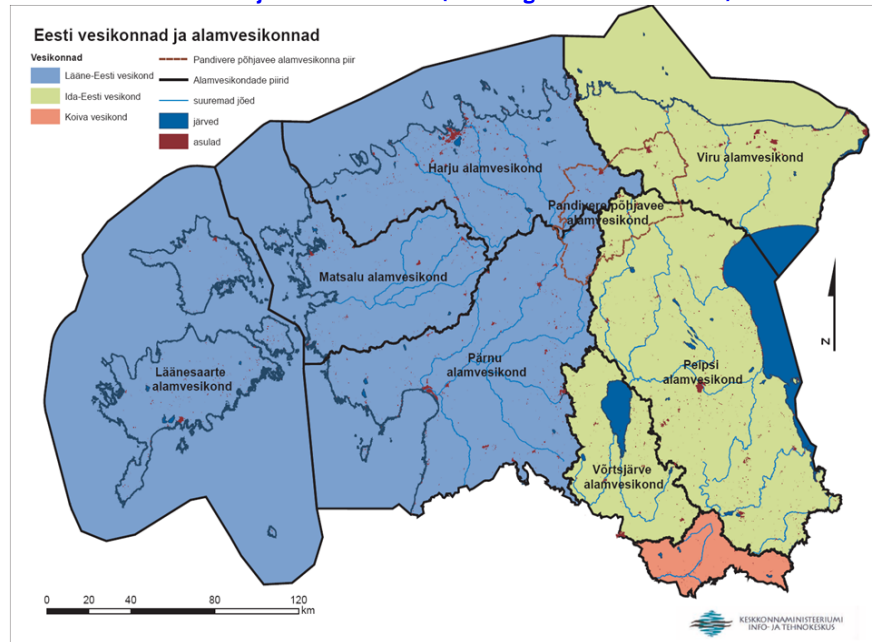 Eesti vesikonnad ja alamvesikonnad
Vesikonnad
Lääne-Eesti vesikond
Ida-Eesti vesikond
Koiva vesikond
Pandivere põhjavee alamvesikonna piir
Alamvesikondade piirid
suuremad jõed
järved
asulad
Harju alamvesikond
Viru alamvesikond
Pandivere põhjavee
alamvesikond
Matsalu alamvesikond
Läänesaarte
alamvesikond
Pärnu
alamvesikond
Peipsi
alamvesikond
Võrtsjärve
alamvesikond
N
0 20 40 80 120
km
KESKKONNAMINISTEERIUMI
INFO- JA TEHNOKESKUS